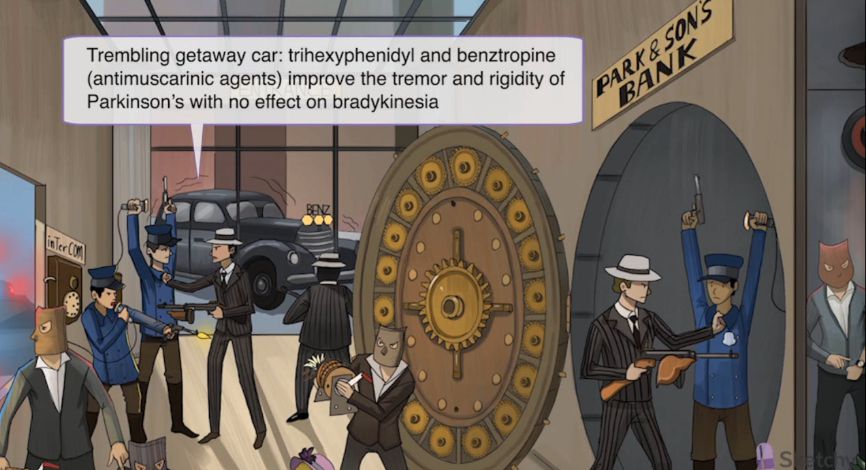 Trembling getaway car: trihexyphenidyl and benztropine
(antimuscarinic agents) improve the tremor and rigidity of
Parkinson's with no effect on bradykinesia
PARK & SON'S
BANK
BENZ
interCOM
Sketchy